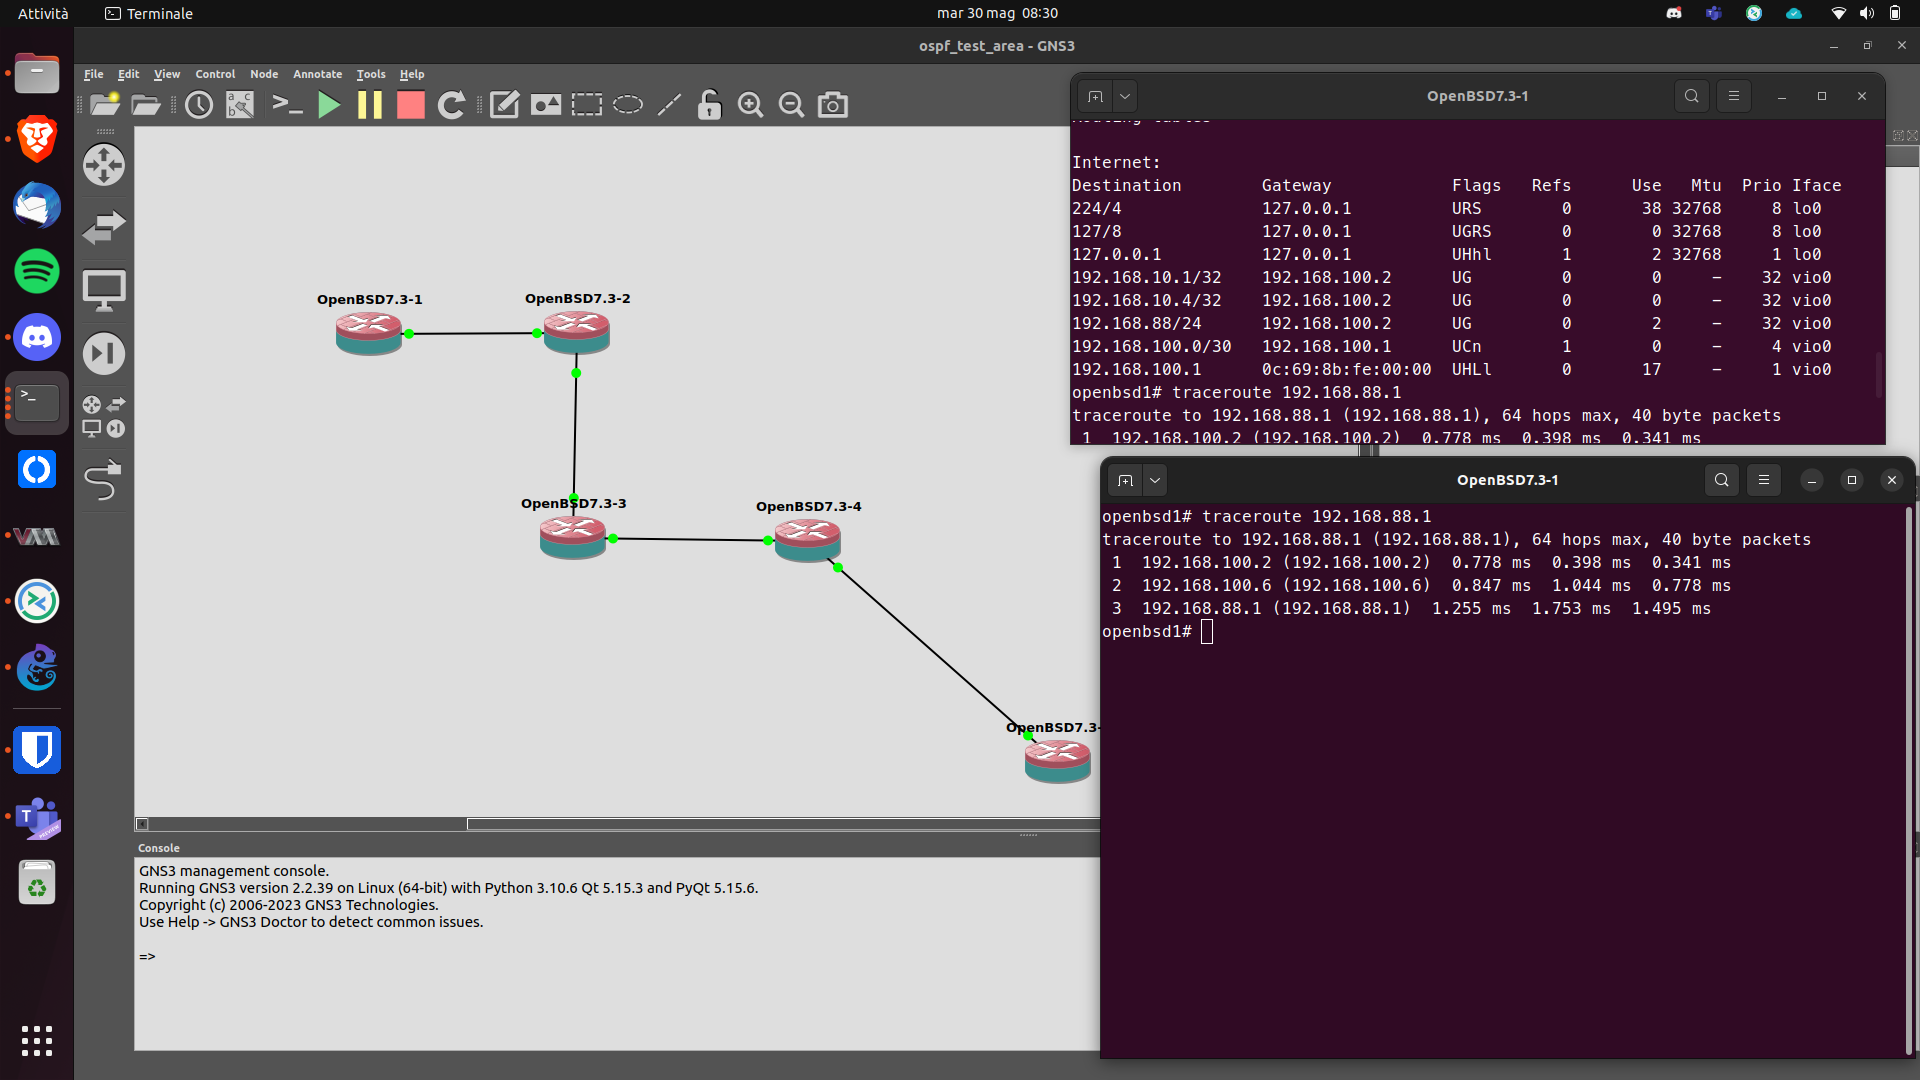 Attività
Terminale
mar 30 mag 08:30
ospf_test_area - GNS3
File Edit View Control Node Annotate Tools Help
OpenBSD7.3-1
OpenBSD7.3-2
OpenBSD7.3-3
OpenBSD7.3-4
OpenBSD7.3-
Console
GNS3 management console.
Running GNS3 version 2.2.39 on Linux (64-bit) with Python 3.10.6 Qt 5.15.3 and PyQt 5.15.6.
Copyright (c) 2006-2023 GNS3 Technologies.
Use Help -> GNS3 Doctor to detect common issues.
=>
OpenBSD7.3-1
Routing tables
Internet:
Destination Gateway Flags Refs Use Mtu Prio Iface
224/4 127.0.0.1 URS 0 38 32768 8 lo0
127/8 127.0.0.1 UGRS 0 0 32768 8 lo0
127.0.0.1 127.0.0.1 UHhl 1 2 32768 1 lo0
192.168.10.1/32 192.168.100.2 UG 0 0 - 32 vio0
192.168.10.4/32 192.168.100.2 UG 0 0 - 32 vio0
192.168.88/24 192.168.100.2 UG 0 2 - 32 vio0
192.168.100.0/30 192.168.100.1 UCn 1 0 - 4 vio0
192.168.100.1 0c:69:8b:fe:00:00 UHLl 0 17 - 1 vio0
openbsd1# traceroute 192.168.88.1
traceroute to 192.168.88.1 (192.168.88.1), 64 hops max, 40 byte packets
1 192.168.100.2 (192.168.100.2) 0.778 ms 0.398 ms 0.341 ms
OpenBSD7.3-1
openbsd1# traceroute 192.168.88.1
traceroute to 192.168.88.1 (192.168.88.1), 64 hops max, 40 byte packets
1 192.168.100.2 (192.168.100.2) 0.778 ms 0.398 ms 0.341 ms
2 192.168.100.6 (192.168.100.6) 0.847 ms 1.044 ms 0.778 ms
3 192.168.88.1 (192.168.88.1) 1.255 ms 1.753 ms 1.495 ms
openbsd1#